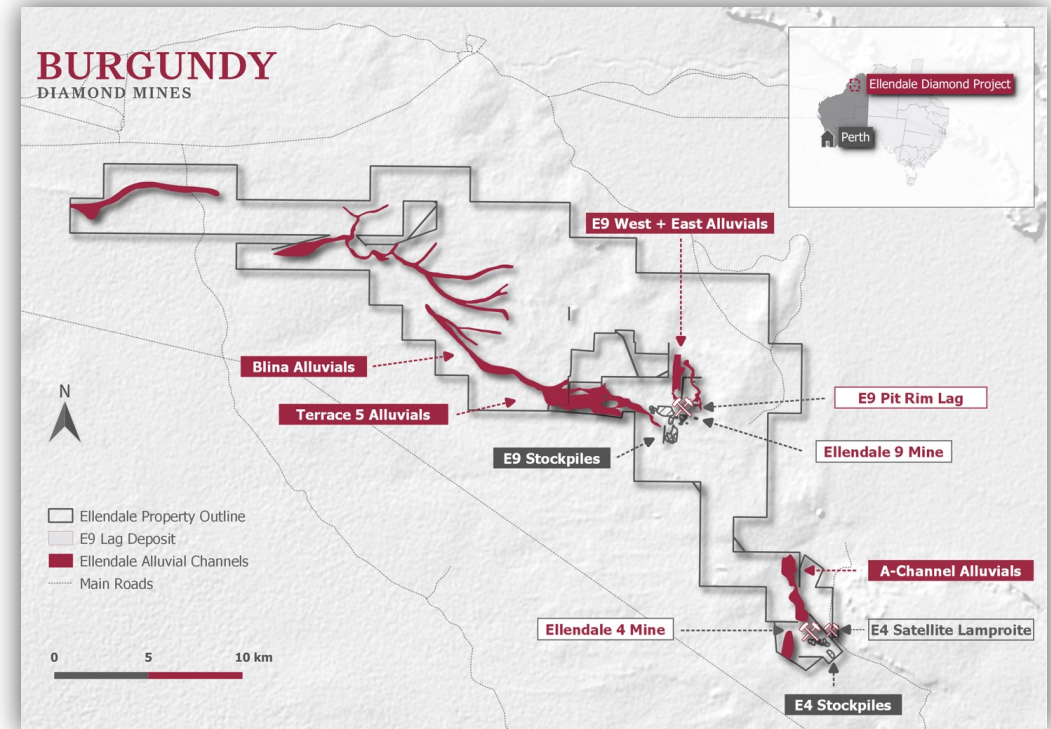 BURGUNDY
DIAMOND MINES
Ellendale Diamond Project
Perth
E9 West + East Alluvials
Blina Alluvials
Terrace 5 Alluvials
E9 Pit Rim Lag
E9 Stockpiles
Ellendale 9 Mine
N
Ellendale Property Outline
E9 Lag Deposit
Ellendale Alluvial Channels
Main Roads
A-Channel Alluvials
Ellendale 4 Mine
E4 Satellite Lamproite
0 5 10 km
E4 Stockpiles